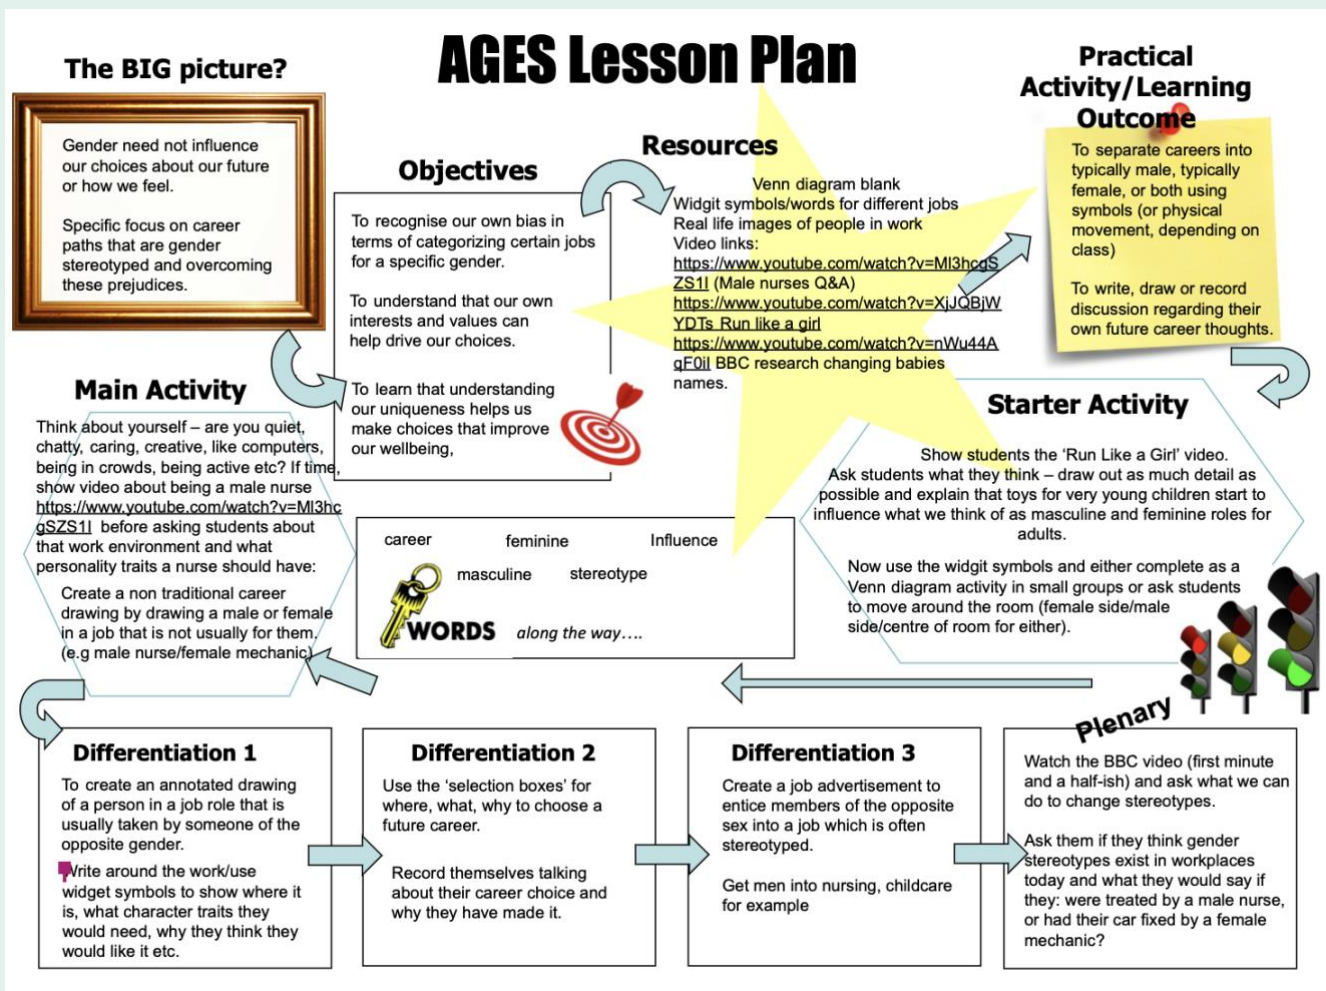 AGES Lesson Plan
The BIG picture?
Gender need not influence
our choices about our future
or how we feel.
Specific focus on career
paths that are gender
stereotyped and overcoming
these prejudices.
Objectives
To recognise our own bias in
terms of categorizing certain jobs
for a specific gender.
To understand that our own
interests and values can
help drive our choices.
To learn that understanding
our uniqueness helps us
make choices that improve
our wellbeing,
Resources
Venn diagram blank
Widgit symbols/words for different jobs
Real life images of people in work
Video links:
https://www.youtube.com/watch?v=MI3hcgS
ZS1I (Male nurses Q&A)
https://www.youtube.com/watch?v=XjJQBjW
YDTs Run like a girl
https://www.youtube.com/watch?v=nWu44A
qF0iI BBC research changing babies
names.
Practical
Activity/Learning
Outcome
To separate careers into
typically male, typically
female, or both using
symbols (or physical
movement, depending on
class)
To write, draw or record
discussion regarding their
own future career thoughts.
Starter Activity
Show students the ‘Run Like a Girl’ video.
Ask students what they think – draw out as much detail as
possible and explain that toys for very young children start to
influence what we think of as masculine and feminine roles for
adults.
Now use the widgit symbols and either complete as a
Venn diagram activity in small groups or ask students
to move around the room (female side/male
side/centre of room for either).
career feminine Influence
masculine stereotype
WORDS along the way….
Main Activity
Think about yourself – are you quiet,
chatty, caring, creative, like computers,
being in crowds, being active etc? If time,
show video about being a male nurse
https://www.youtube.com/watch?v=MI3hc
gSZS1I before asking students about
that work environment and what
personality traits a nurse should have:
Create a non traditional career
drawing by drawing a male or female
in a job that is not usually for them.
(e.g male nurse/female mechanic)
Differentiation 1
To create an annotated drawing
of a person in a job role that is
usually taken by someone of the
opposite gender.
Write around the work/use
widget symbols to show where it
is, what character traits they
would need, why they think they
would like it etc.
Differentiation 2
Use the ‘selection boxes’ for
where, what, why to choose a
future career.
Record themselves talking
about their career choice and
why they have made it.
Differentiation 3
Create a job advertisement to
entice members of the opposite
sex into a job which is often
stereotyped.
Get men into nursing, childcare
for example
Plenary
Watch the BBC video (first minute
and a half-ish) and ask what we can
do to change stereotypes.
Ask them if they think gender
stereotypes exist in workplaces
today and what they would say if
they: were treated by a male nurse,
or had their car fixed by a female
mechanic?